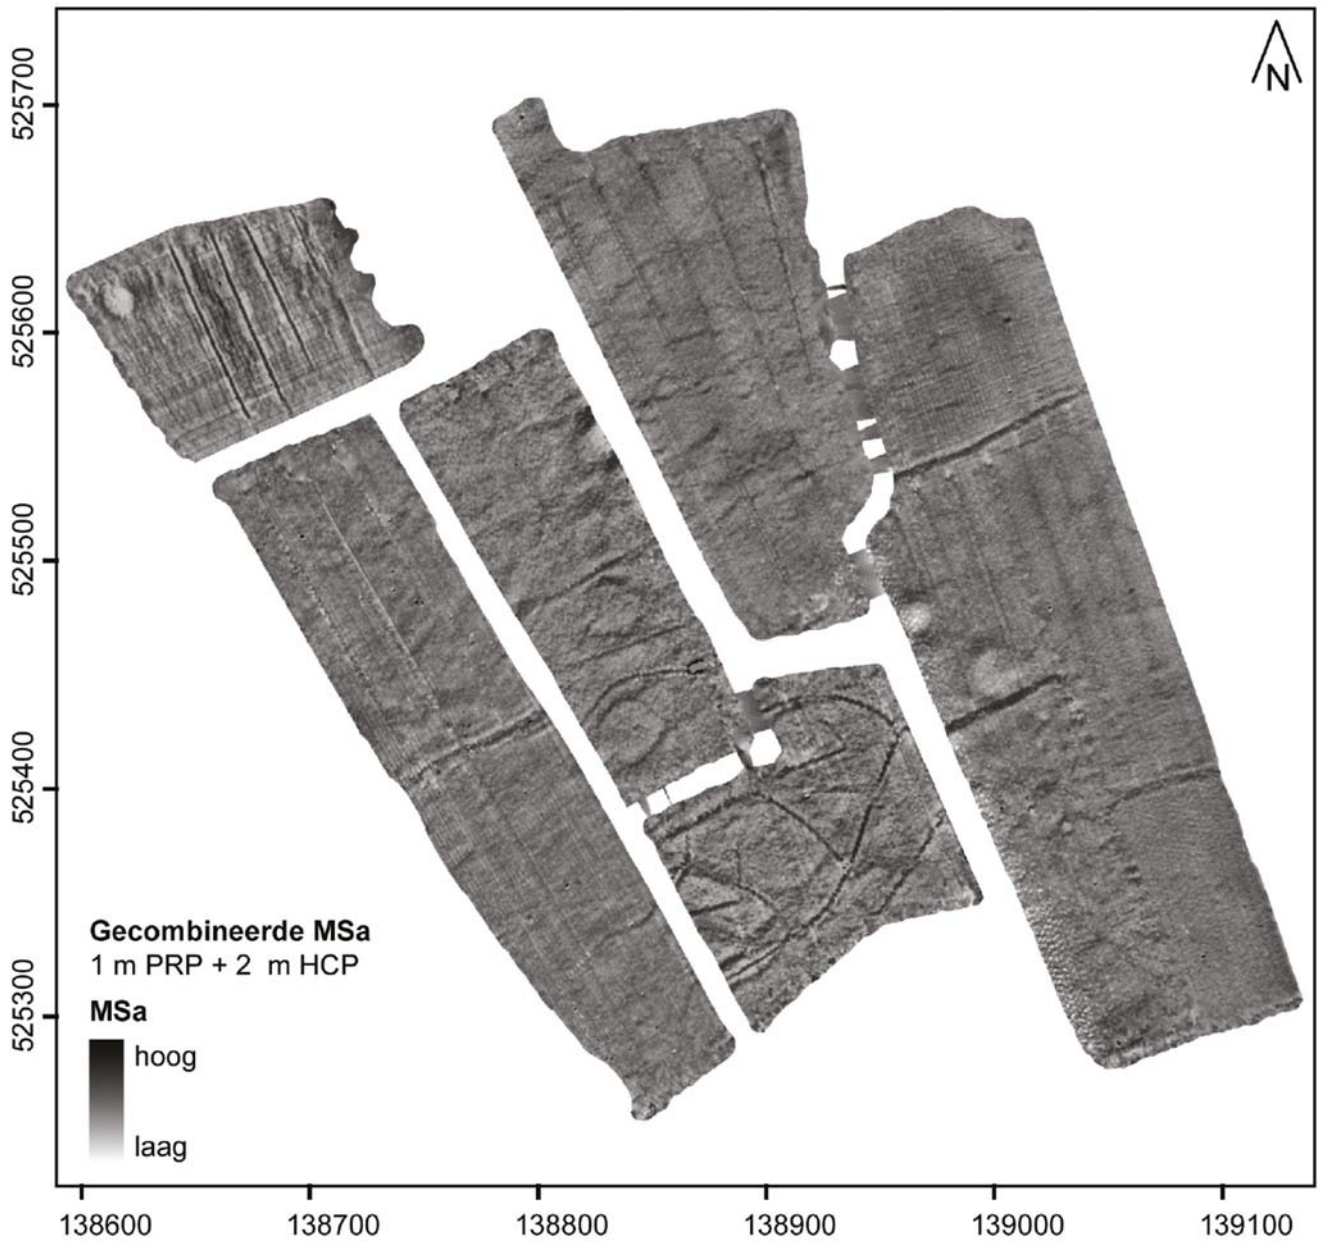 N
525700
525600
525500
525400
525300
Gecombineerde MSa
1 m PRP + 2 m HCP
MSa
hoog
laag
138600 138700 138800 138900 139000 139100